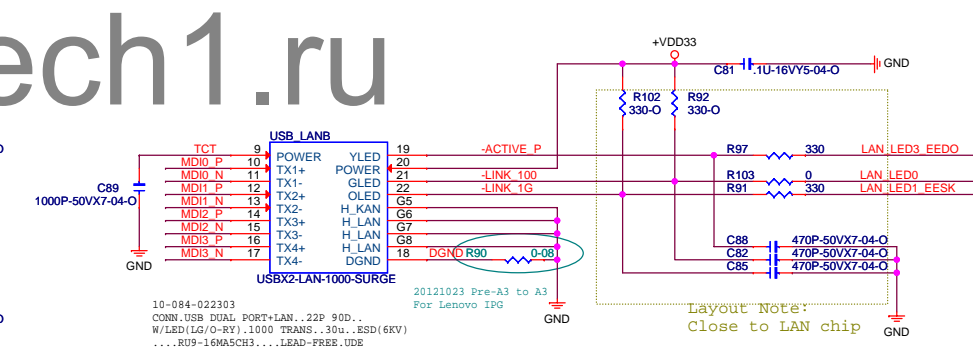 ech1.ru
+VDD33
C81 .1U-16VY5-04-O
GND
R102
330-O
R92
330-O
USB_LANB
TCT 9 POWER YLED 19 -ACTIVE_P R97 330 LAN_LED3_EEDO
MDI0_P 10 TX1+ POWER 20
MDI0_N 11 TX1- GLED 21 -LINK_100 R103 0 LAN_LED0
MDI1_P 12 TX2+ OLED 22 -LINK_1G R91 330 LAN_LED1_EESK
MDI1_N 13 TX2- H_KAN G5
MDI2_P 14 TX3+ H_LAN G6
MDI2_N 15 TX3- H_LAN G7
MDI3_P 16 TX4+ H_LAN G8
MDI3_N 17 TX4- DGND 18 DGND R90 0-08
C89
1000P-50VX7-04-O
GND
USBX2-LAN-1000-SURGE
C88 470P-50VX7-04-O
C82 470P-50VX7-04-O
C85 470P-50VX7-04-O
20121023 Pre-A3 to A3
For Lenovo IPG
GND
10-084-022303
CONN.USB DUAL PORT+LAN..22P 90D..
W/LED(LG/O-RY).1000 TRANS..30u..ESD(6KV)
....RU9-16MA5CH3....LEAD-FREE.UDE
Layout Note:
Close to LAN chip
GND